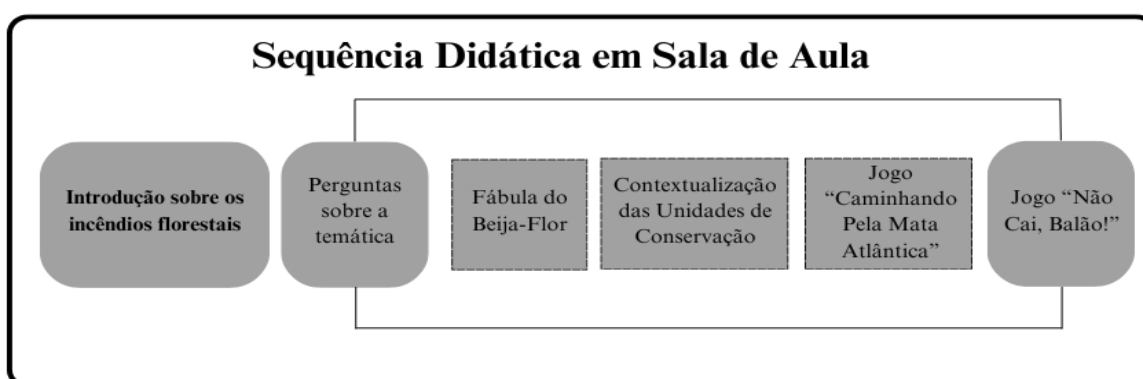 Sequência Didática em Sala de Aula
Introdução sobre os
incêndios florestais
Perguntas
sobre a
temática
Fábula do
Beija-Flor
Contextualização
das Unidades de
Conservação
Jogo
“Caminhando
Pela Mata
Atlântica”
Jogo “Não
Cai, Balão!”